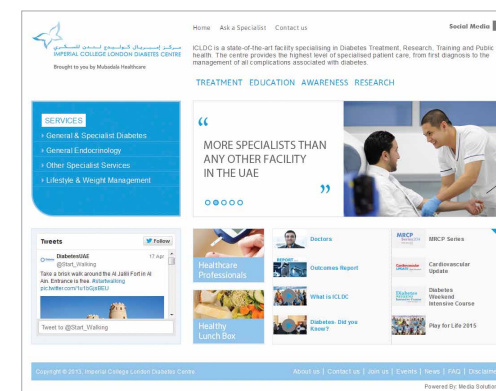 Home Ask a Specialist Contact us
Social Media
IMPERIAL COLLEGE LONDON DIABETES CENTRE
Brought to you by Mubadala Healthcare
ICLDC is a state-of-the-art facility specialising in Diabetes Treatment, Research, Training and Public
health. The centre provides the highest level of specialised patient care, from first diagnosis to the
management of all complications associated with diabetes.
TREATMENT EDUCATION AWARENESS RESEARCH
SERVICES
› General & Specialist Diabetes
› General Endocrinology
› Other Specialist Services
› Lifestyle & Weight Management
“
MORE SPECIALISTS THAN
ANY OTHER FACILITY
IN THE UAE
”
Tweets
Follow
DiabetesUAE
17 Apr
@Start_Walking
Take a brisk walk around the Al Jahili Fort in Al
Ain. Entrance is free. #startwalking
Tweet to @Start_Walking
Healthcare
Professionals
Healthy
Lunch Box
Doctors
REPORT
Outcomes Report
What is ICLDC
Diabetes- Did you
Know?
MRCP
MRCP Series
Cardiovascular
Update
Diabetes
Weekend
Intensive Course
Play for Life 2015
Copyright © 2013, Imperial College London Diabetes Centre
About us | Contact us | Join us | Events | News | FAQ | Disclaime
Powered By: Media Solution